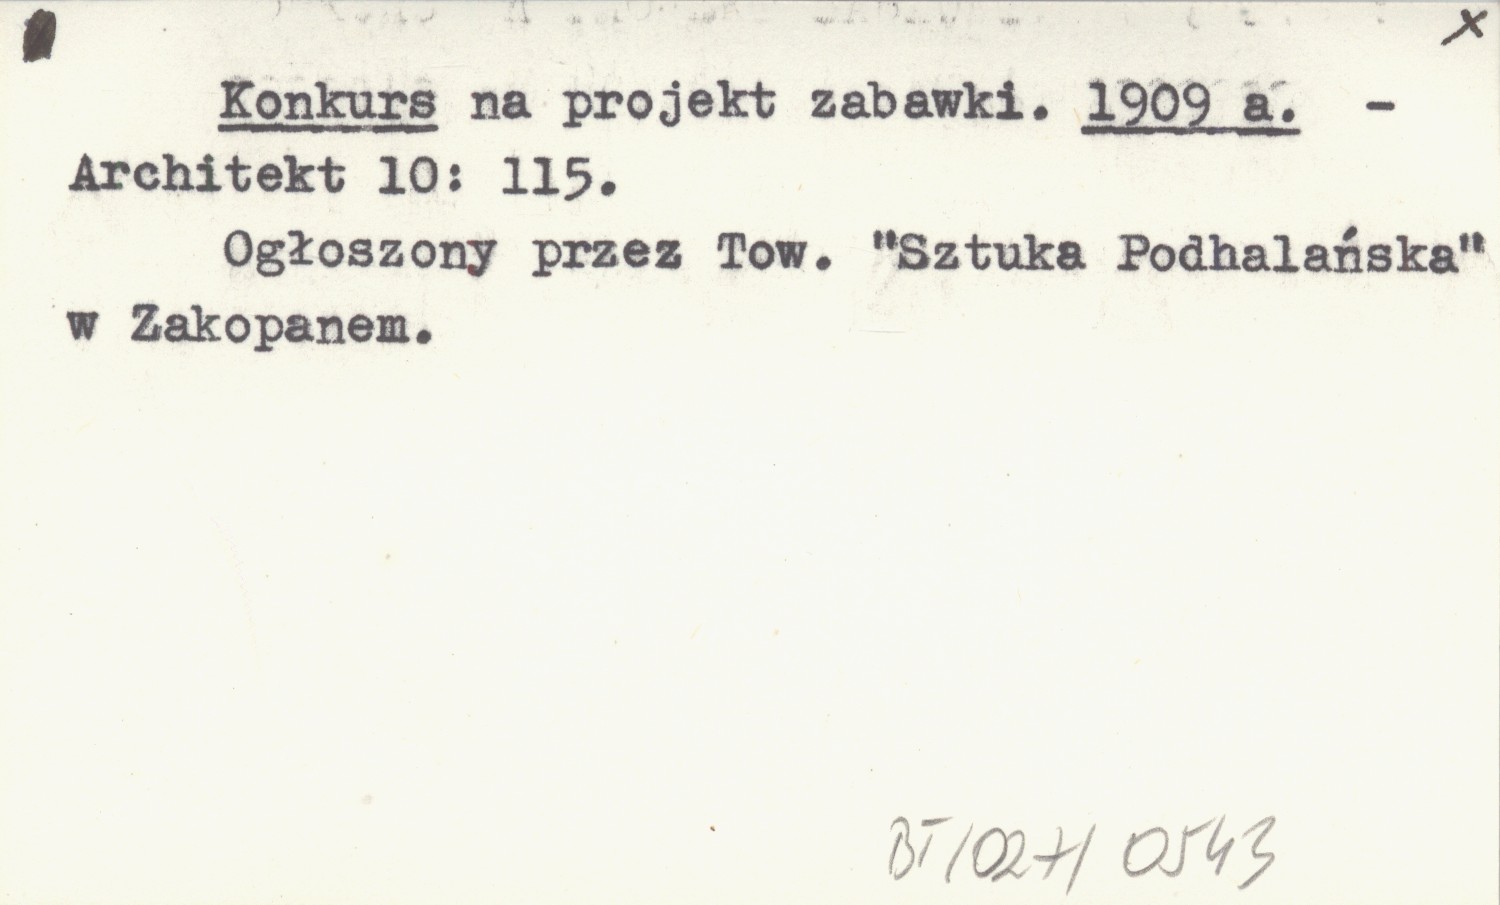 x
Konkurs na projekt zabawki. 1909 a. -
Architekt 10: 115.
Ogłoszony przez Tow. "Sztuka Podhalańska"
w Zakopanem.
BT/027/0543